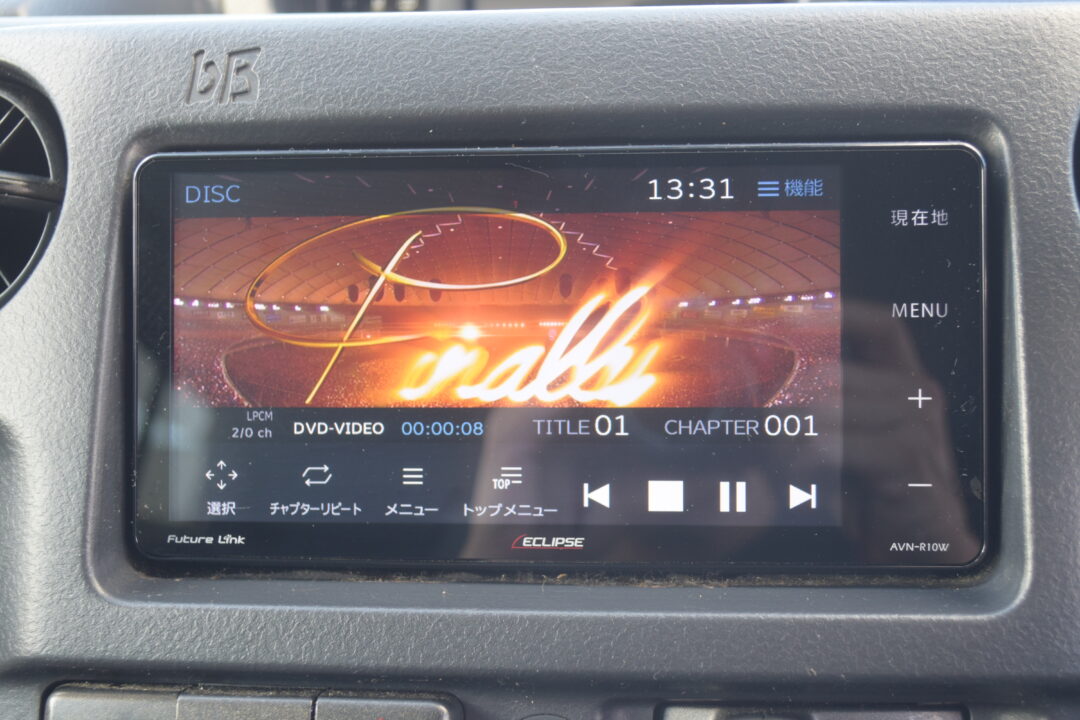 bB
DISC
13:31
機能
現在地
MENU
Finally
+
−
LPCM
2/0 ch
DVD-VIDEO
00:00:08
TITLE 01
CHAPTER 001
選択
チャプターリピート
メニュー
TOP
トップメニュー
Future Link
ECLIPSE
AVN-R10W